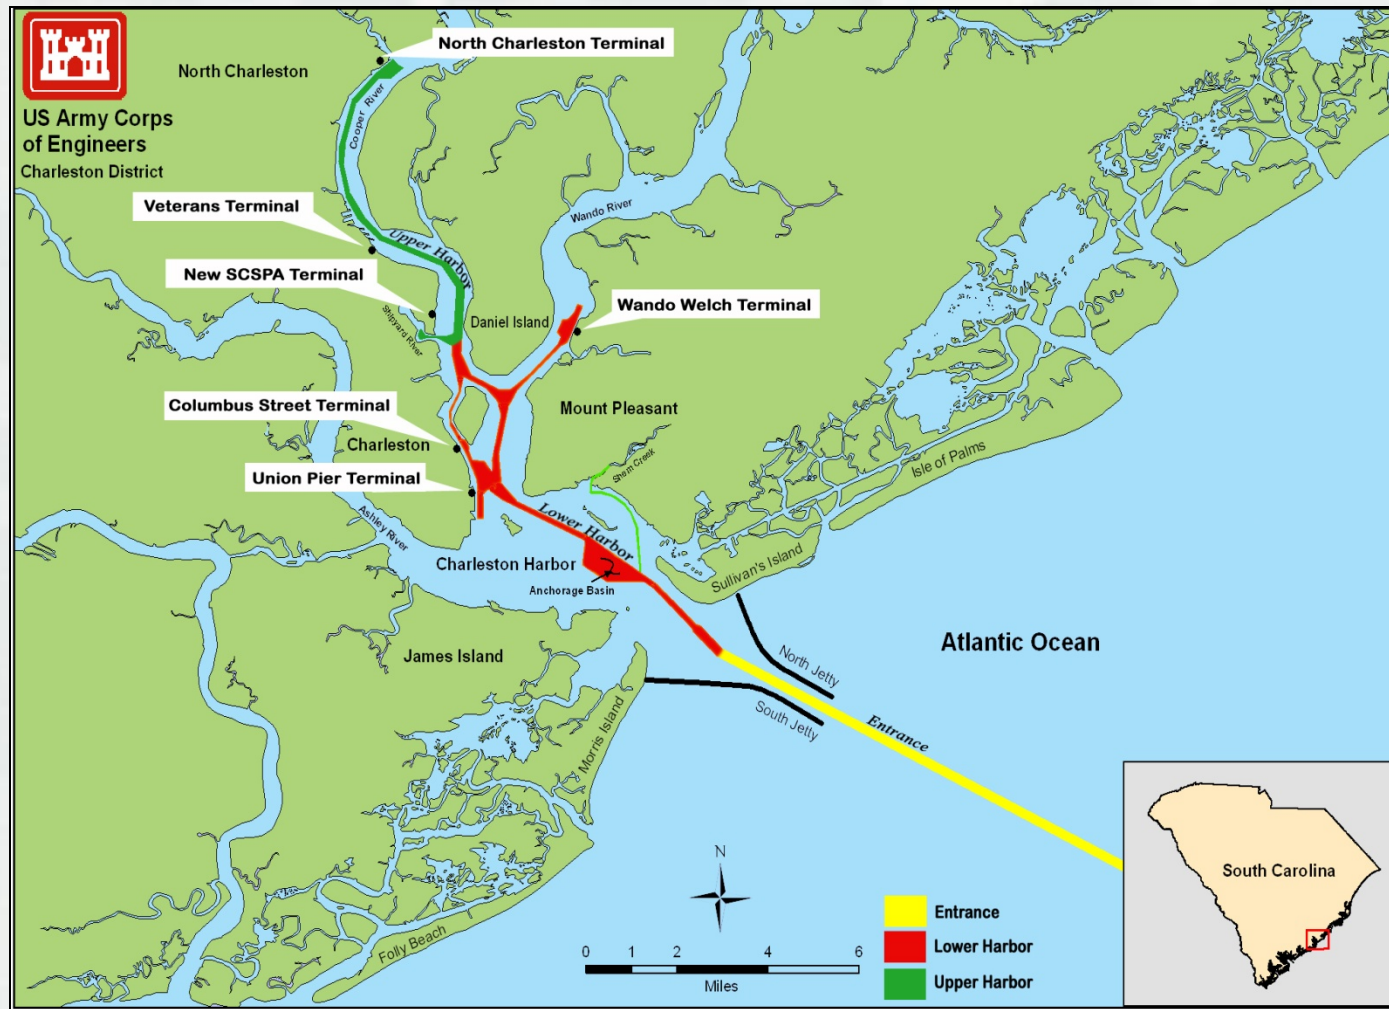 North Charleston Terminal
North Charleston
US Army Corps
of Engineers
Charleston District
Cooper River
Veterans Terminal
Wando River
Upper Harbor
New SCSPA Terminal
Wando Welch Terminal
Shipyard River
Daniel Island
Columbus Street Terminal
Mount Pleasant
Charleston
Union Pier Terminal
Shem Creek
Isle of Palms
Ashley River
Lower Harbor
Charleston Harbor
Anchorage Basin
Sullivan's Island
Atlantic Ocean
James Island
North Jetty
South Jetty
Morris Island
Entrance
Folly Beach
N
0 1 2 4 6
Miles
Entrance
Lower Harbor
Upper Harbor
South Carolina